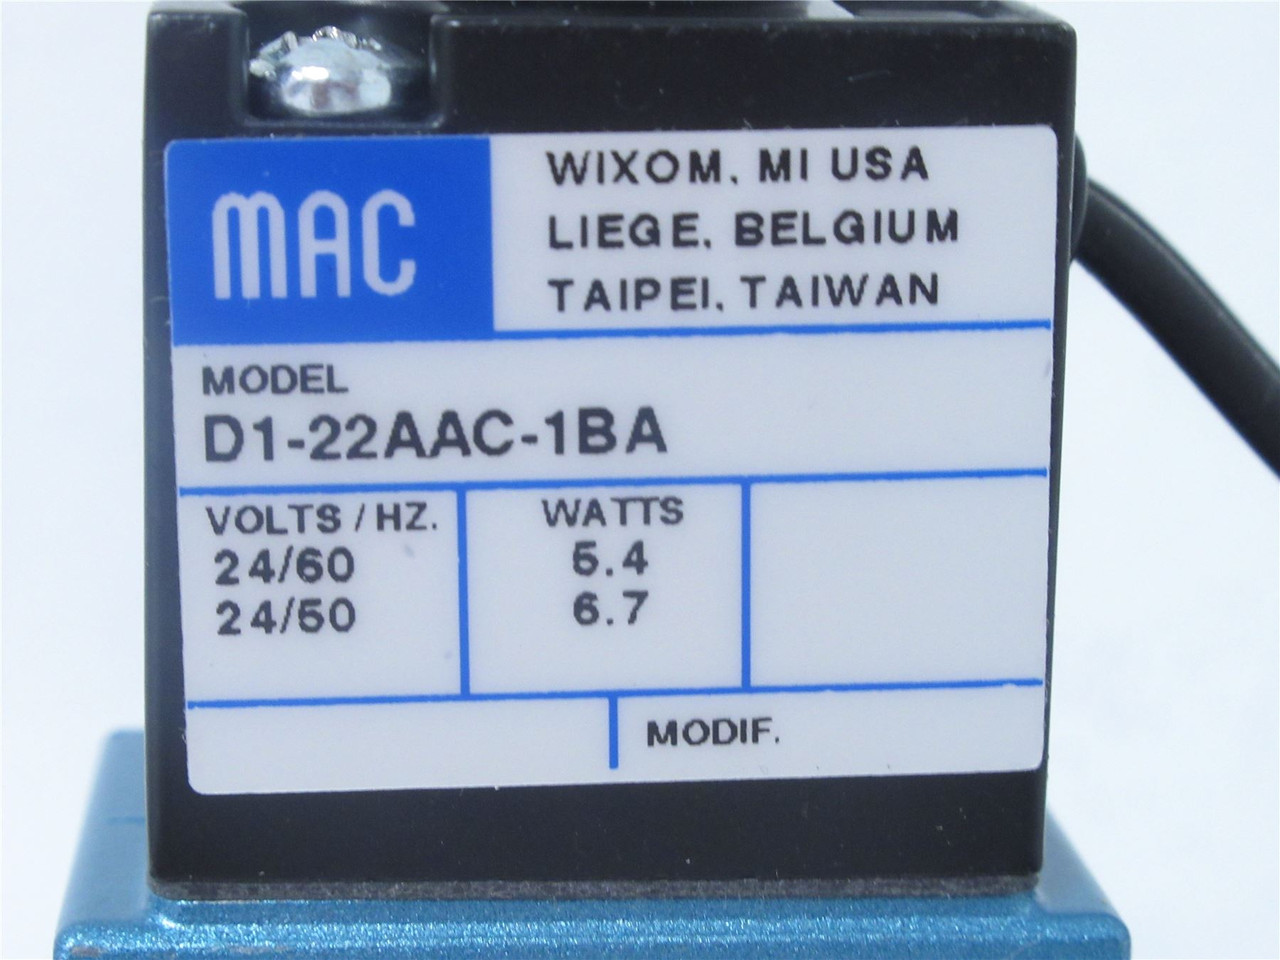 MAC
WIXOM, MI USA
LIEGE, BELGIUM
TAIPEI, TAIWAN
MODEL
D1-22AAC-1BA
VOLTS / HZ.
24/60
24/50
WATTS
5.4
6.7
MODIF.